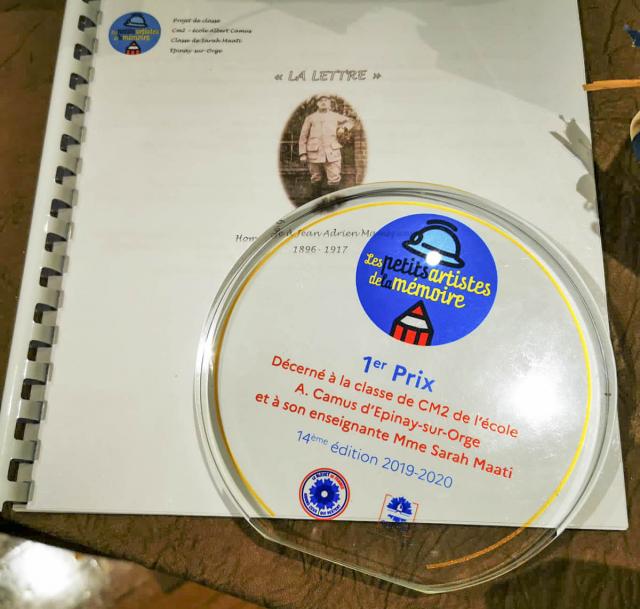 Les petits artistes
de la mémoire
Projet de classe
Cm2 - école Albert Camus
Classe de Sarah Maati
Epinay-sur-Orge
« LA LETTRE »
Jean Adrien
1896 - 1917
Les petits artistes
de la mémoire
1er Prix
Décerné à la classe de CM2 de l'école
A. Camus d'Epinay-sur-Orge
et à son enseignante Mme Sarah Maati
14ème édition 2019-2020